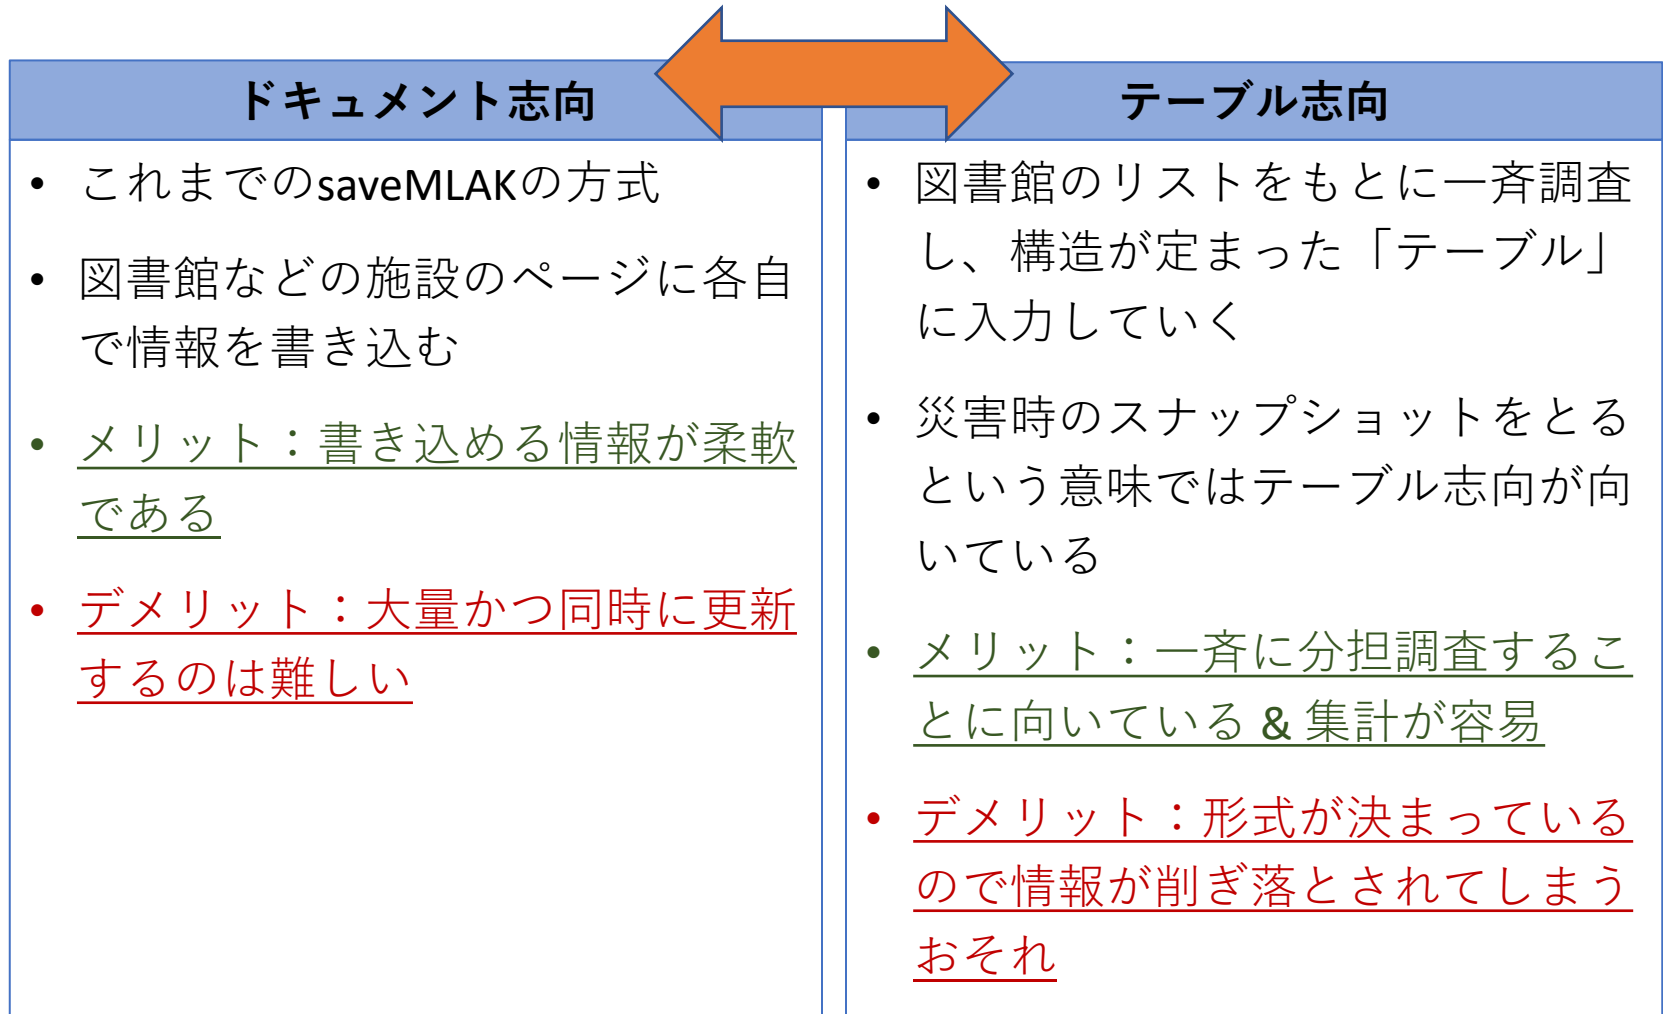 ドキュメント志向
• これまでのsaveMLAKの方式
• 図書館などの施設のページに各自
で情報を書き込む
• メリット：書き込める情報が柔軟
である
• デメリット：大量かつ同時に更新
するのは難しい
テーブル志向
• 図書館のリストをもとに一斉調査
し、構造が定まった「テーブル」
に入力していく
• 災害時のスナップショットをとる
という意味ではテーブル志向が向
いている
• メリット：一斉に分担調査するこ
とに向いている & 集計が容易
• デメリット：形式が決まっている
ので情報が削ぎ落とされてしまう
おそれ